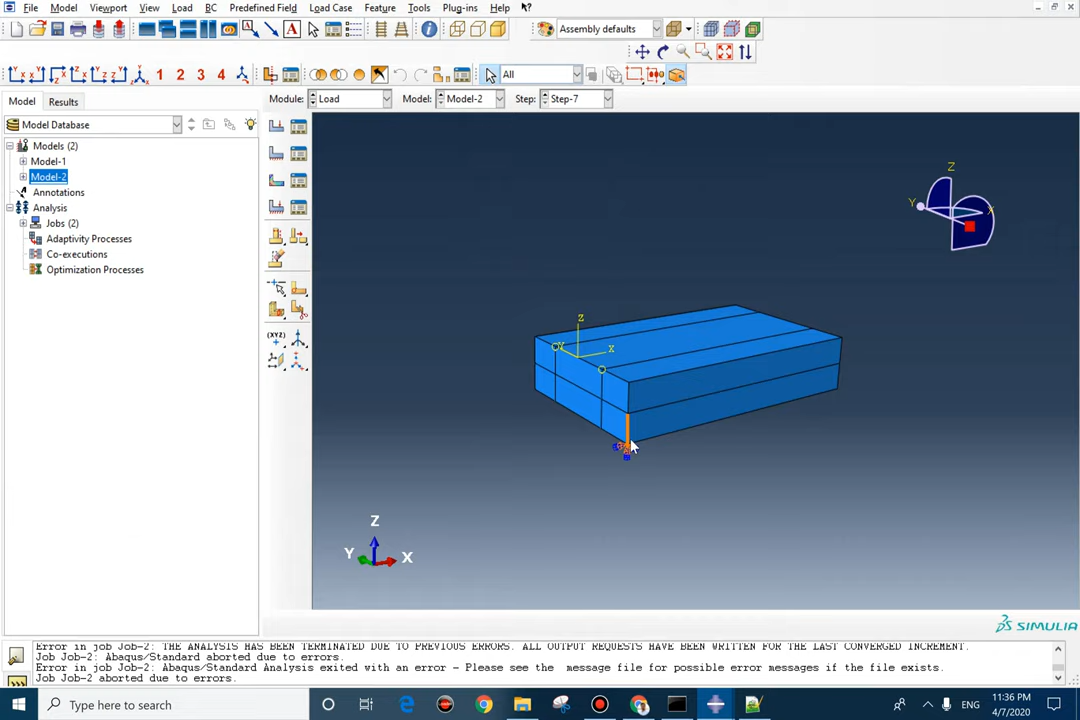 File Model Viewport View Load BC Predefined Field Load Case Feature Tools Plug-ins Help
Assembly defaults
1 2 3 4 All
Model Results Module: Load Model: Model-2 Step: Step-7
Model Database
Models (2)
Model-1
Model-2
Annotations
Analysis
Jobs (2)
Adaptivity Processes
Co-executions
Optimization Processes
Z
Y X
Z
Y X
Z
Y X
(XYZ)
SIMULIA
Error in job Job-2: THE ANALYSIS HAS BEEN TERMINATED DUE TO PREVIOUS ERRORS. ALL OUTPUT REQUESTS HAVE BEEN WRITTEN FOR THE LAST CONVERGED INCREMENT.
Job Job-2: Abaqus/Standard aborted due to errors.
Error in job Job-2: Abaqus/Standard Analysis exited with an error - Please see the message file for possible error messages if the file exists.
Job Job-2 aborted due to errors.
Type here to search
ENG
11:36 PM
4/7/2020